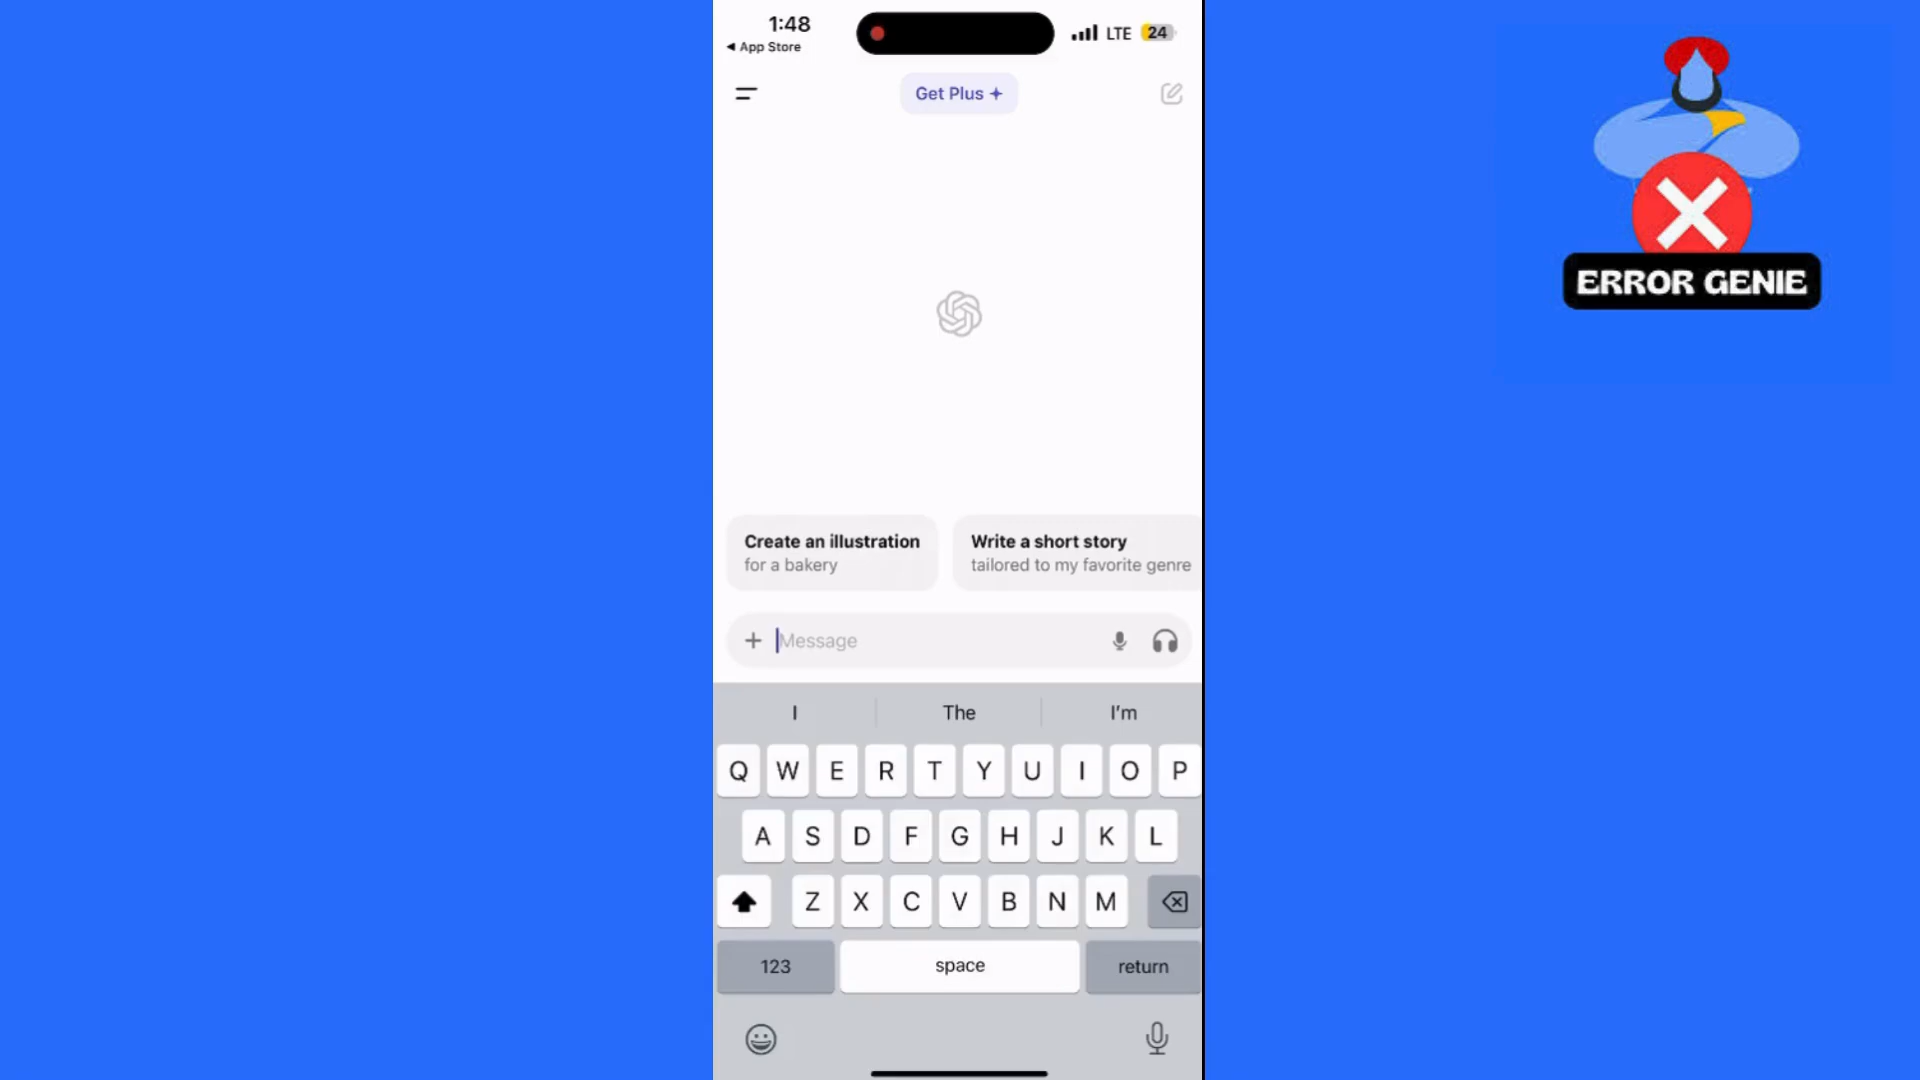 1:48
App Store
LTE 24
Get Plus
ERROR GENIE
Create an illustration
for a bakery
Write a short story
tailored to my favorite genre
Message
I The I'm
Q W E R T Y U I O P
A S D F G H J K L
Z X C V B N M
123 space return